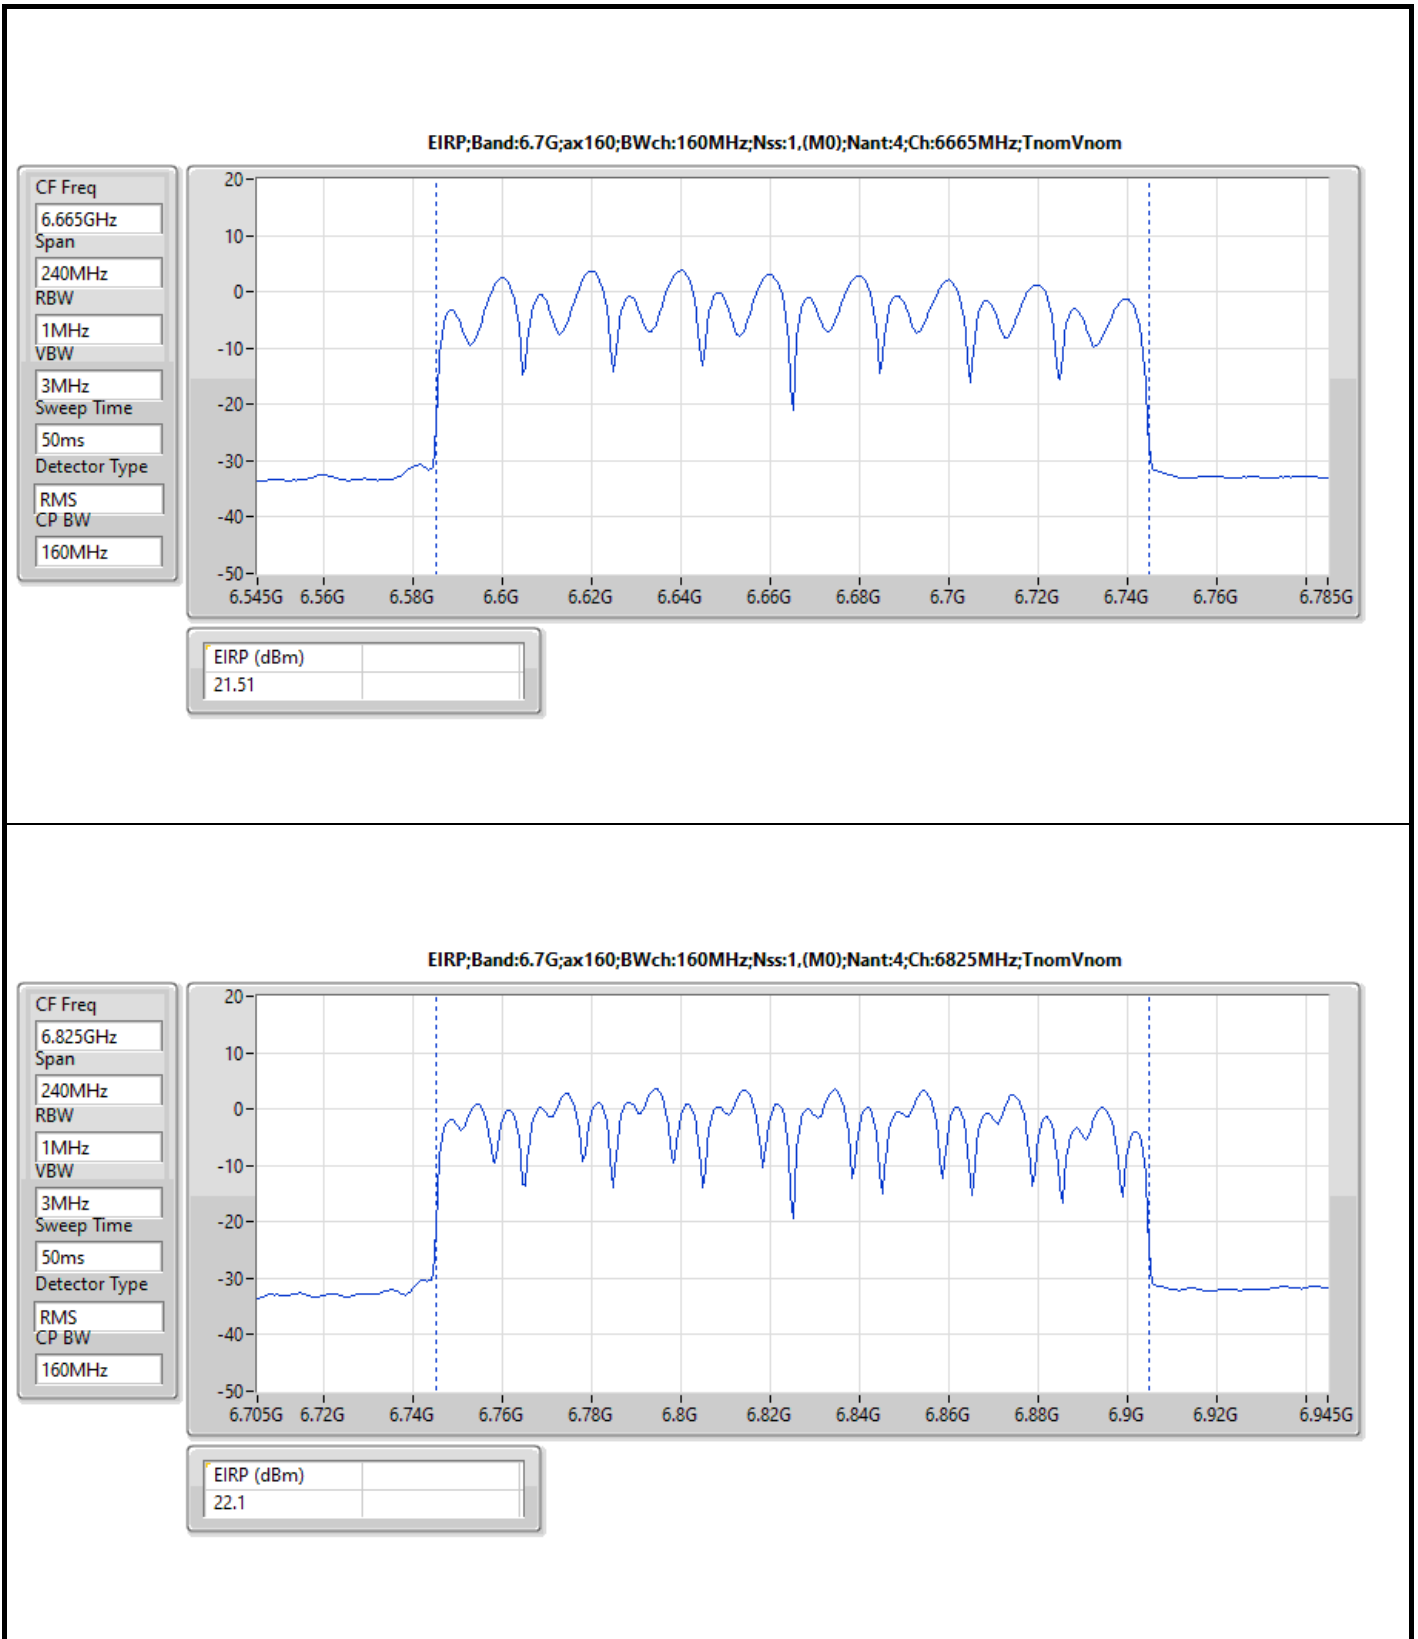 EIRP;Band:6.7G;ax160;BWch:160MHz;Nss:1,(M0);Nant:4;Ch:6665MHz;TnomVnom
CF Freq
6.665GHz
Span
240MHz
RBW
1MHz
VBW
3MHz
Sweep Time
50ms
Detector Type
RMS
CP BW
160MHz
20
10
0
-10
-20
-30
-40
-50
6.545G 6.56G 6.58G 6.6G 6.62G 6.64G 6.66G 6.68G 6.7G 6.72G 6.74G 6.76G 6.785G
EIRP (dBm)
21.51
EIRP;Band:6.7G;ax160;BWch:160MHz;Nss:1,(M0);Nant:4;Ch:6825MHz;TnomVnom
CF Freq
6.825GHz
Span
240MHz
RBW
1MHz
VBW
3MHz
Sweep Time
50ms
Detector Type
RMS
CP BW
160MHz
20
10
0
-10
-20
-30
-40
-50
6.705G 6.72G 6.74G 6.76G 6.78G 6.8G 6.82G 6.84G 6.86G 6.88G 6.9G 6.92G 6.945G
EIRP (dBm)
22.1